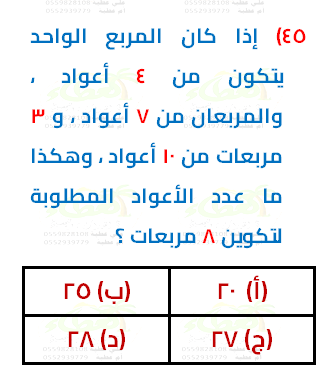 ٤٥) إذا كان المربع الواحد
يتكون من ٤ أعواد ،
والمربعان من ٧ أعواد ، و ٣
مربعات من ١٠ أعواد ، وهكذا
ما عدد الأعواد المطلوبة
لتكوين ٨ مربعات ؟
(أ) ٢٠ (ب) ٢٥
(ج) ٢٧ (د) ٢٨